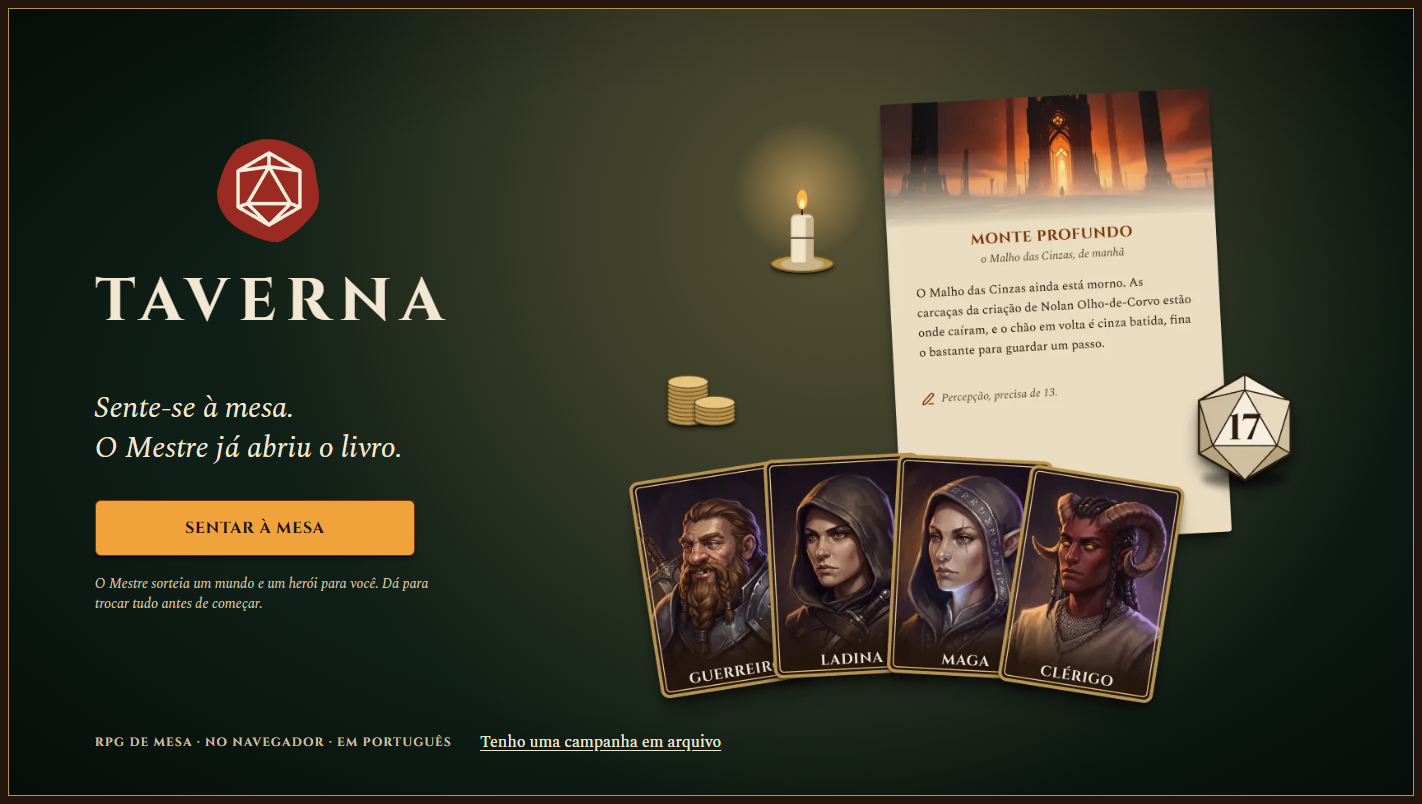 TAVERNA
Sente-se à mesa.
O Mestre já abriu o livro.
SENTAR À MESA
O Mestre sorteia um mundo e um herói para você. Dá para
trocar tudo antes de começar.
RPG DE MESA · NO NAVEGADOR · EM PORTUGUÊS
Tenho uma campanha em arquivo
MONTE PROFUNDO
o Malho das Cinzas, de manhã
O Malho das Cinzas ainda está morno. As
carcaças da criação de Nolan Olho-de-Corvo estão
onde caíram, e o chão em volta é cinza batida, fina
o bastante para guardar um passo.
Percepção, precisa de 13.
17
GUERREIR
LADINA
MAGA
CLÉRIGO